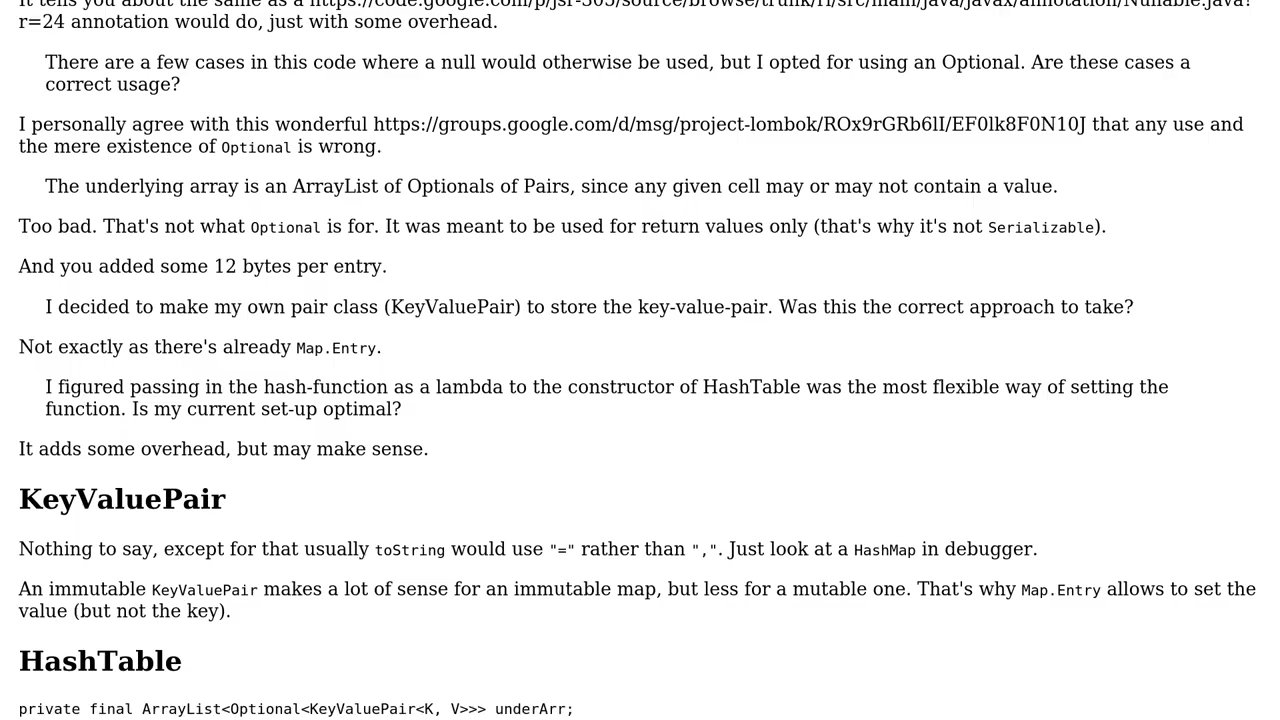 It tells you about the same as a https://code.google.com/p/jsr-305/source/browse/trunk/ri/src/main/java/javax/annotation/Nullable.java?
r=24 annotation would do, just with some overhead.
There are a few cases in this code where a null would otherwise be used, but I opted for using an Optional. Are these cases a
correct usage?
I personally agree with this wonderful https://groups.google.com/d/msg/project-lombok/ROx9rGRb6lI/EF0lk8F0N10J that any use and
the mere existence of Optional is wrong.
The underlying array is an ArrayList of Optionals of Pairs, since any given cell may or may not contain a value.
Too bad. That's not what Optional is for. It was meant to be used for return values only (that's why it's not Serializable).
And you added some 12 bytes per entry.
I decided to make my own pair class (KeyValuePair) to store the key-value-pair. Was this the correct approach to take?
Not exactly as there's already Map.Entry.
I figured passing in the hash-function as a lambda to the constructor of HashTable was the most flexible way of setting the
function. Is my current set-up optimal?
It adds some overhead, but may make sense.
KeyValuePair
Nothing to say, except for that usually toString would use "=" rather than ",". Just look at a HashMap in debugger.
An immutable KeyValuePair makes a lot of sense for an immutable map, but less for a mutable one. That's why Map.Entry allows to set the
value (but not the key).
HashTable
private final ArrayList<Optional<KeyValuePair<K, V>>> underArr;